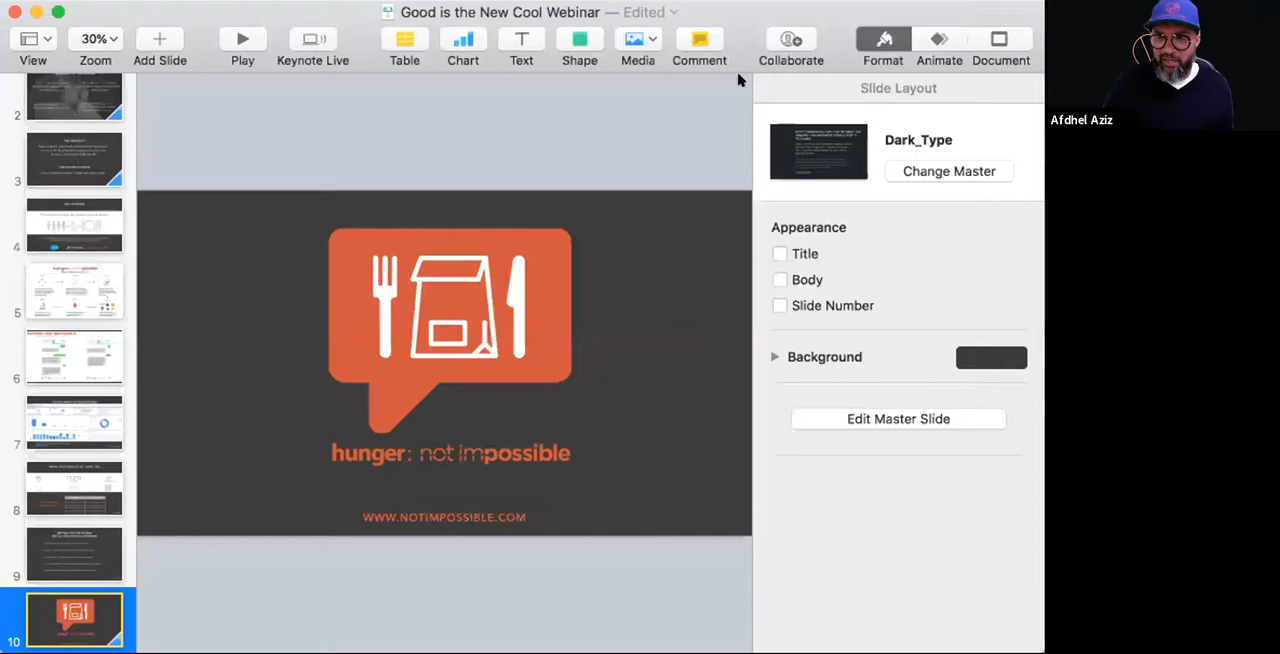 Good is the New Cool Webinar — Edited
30%
View
Zoom
Add Slide
Play
Keynote Live
Table
Chart
Text
Shape
Media
Comment
Collaborate
Format
Animate
Document
Slide Layout
Dark_Type
Change Master
Appearance
Title
Body
Slide Number
Background
Edit Master Slide
2
3
4
5
6
7
8
9
10
hunger: not impossible
WWW.NOTIMPOSSIBLE.COM
Afdhel Aziz